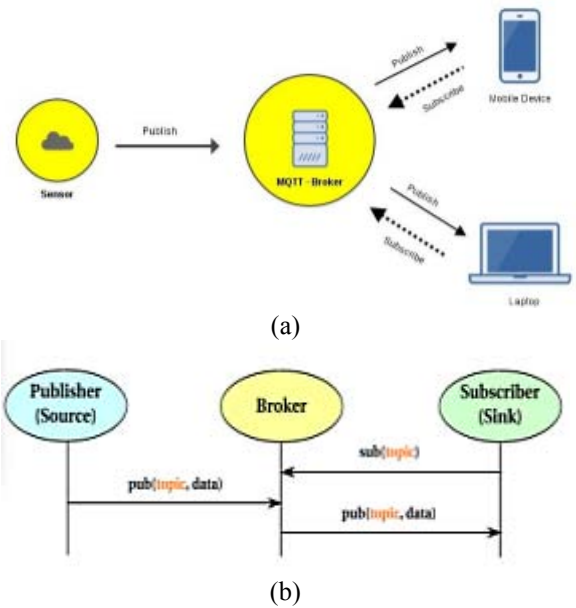 Publish
Subscribe
Mobile Device
Publish
MQTT - Broker
Sensor
Publish
Subscribe
Laptop
(a)
Publisher
(Source)
Broker
Subscriber
(Sink)
sub(topic)
pub(topic, data)
pub(topic, data)
(b)